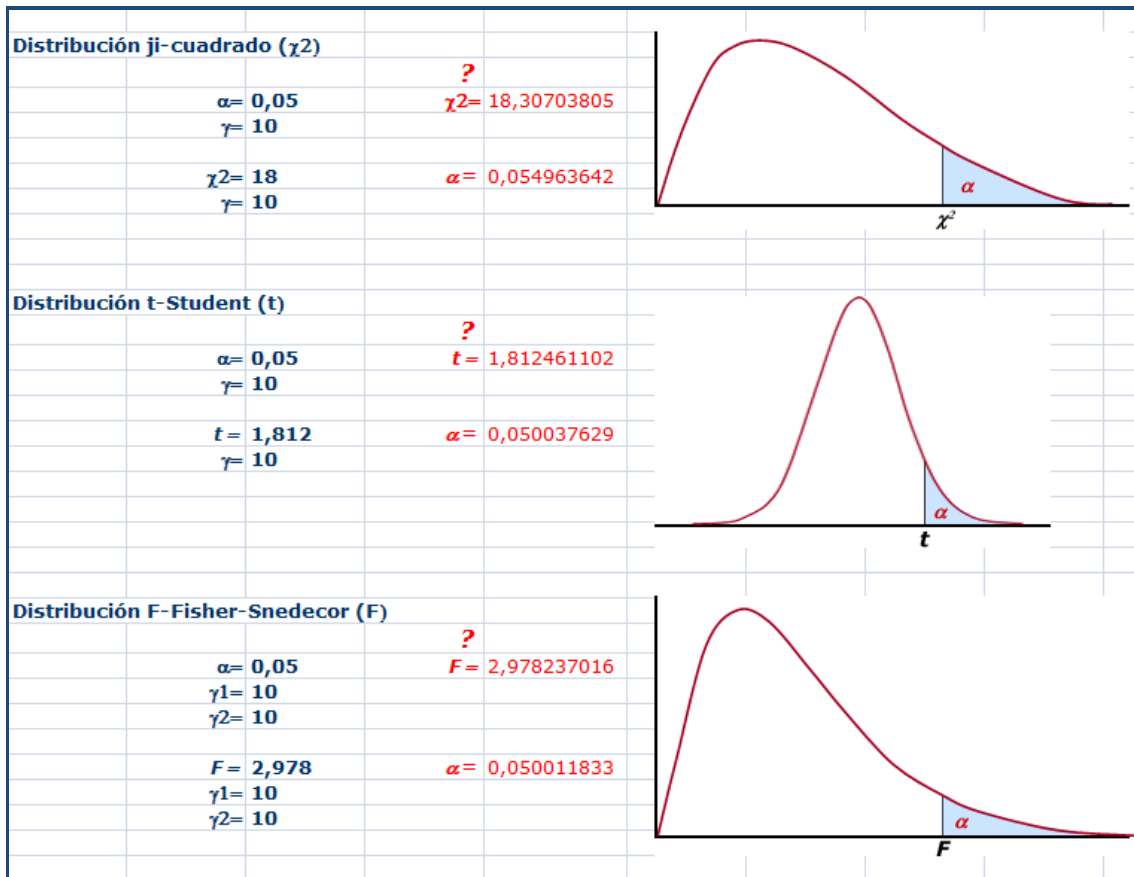 Distribución ji-cuadrado (χ2)
?
α= 0,05 χ2= 18,30703805
γ= 10
χ2= 18 α= 0,054963642
γ= 10
α
χ²
Distribución t-Student (t)
?
α= 0,05 t= 1,812461102
γ= 10
t= 1,812 α= 0,050037629
γ= 10
α
t
Distribución F-Fisher-Snedecor (F)
?
α= 0,05 F= 2,978237016
γ1= 10
γ2= 10
F= 2,978 α= 0,050011833
γ1= 10
γ2= 10
α
F